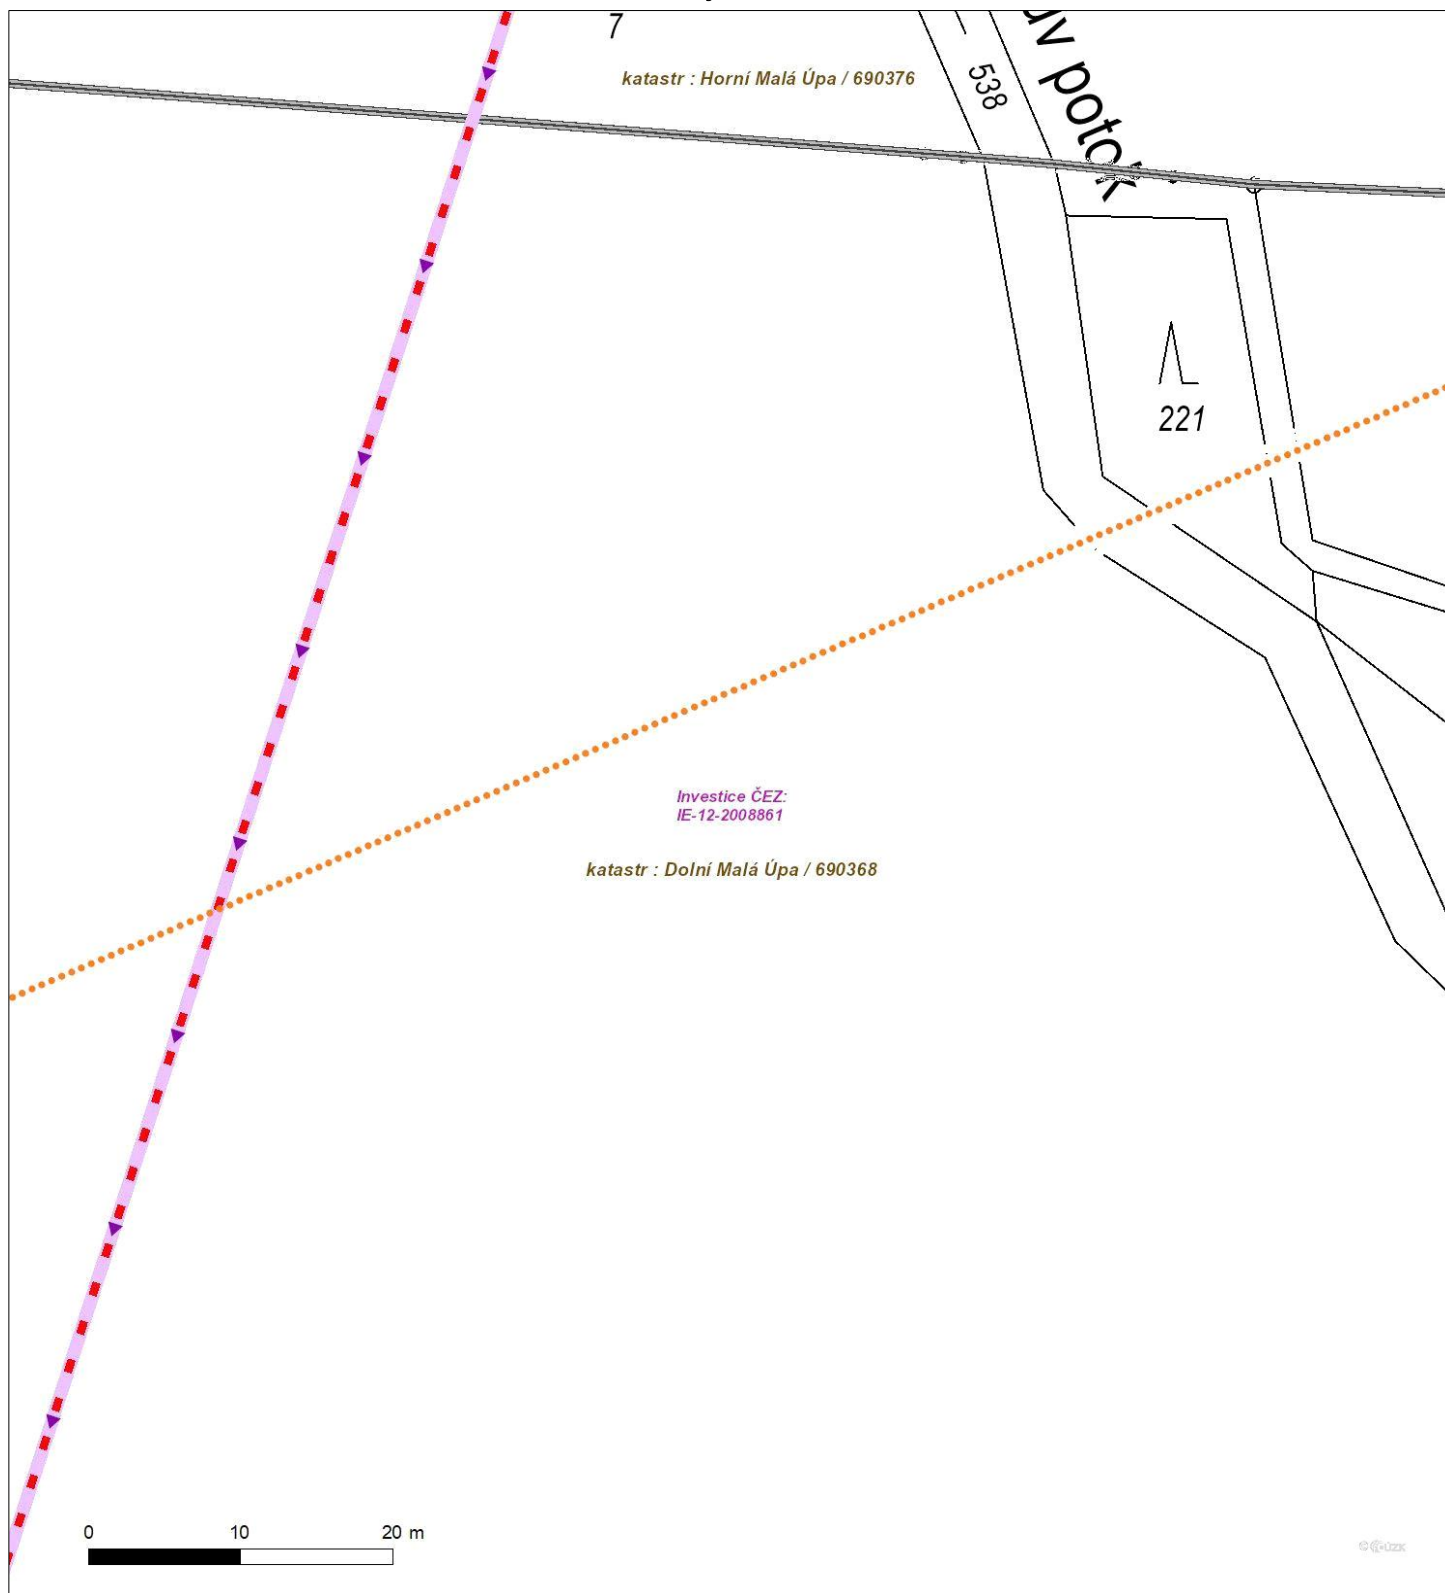 7
katastr : Horní Malá Úpa / 690376
538
potok
221
Investice ČEZ:
IE-12-2008861
katastr : Dolní Malá Úpa / 690368
0 10 20 m